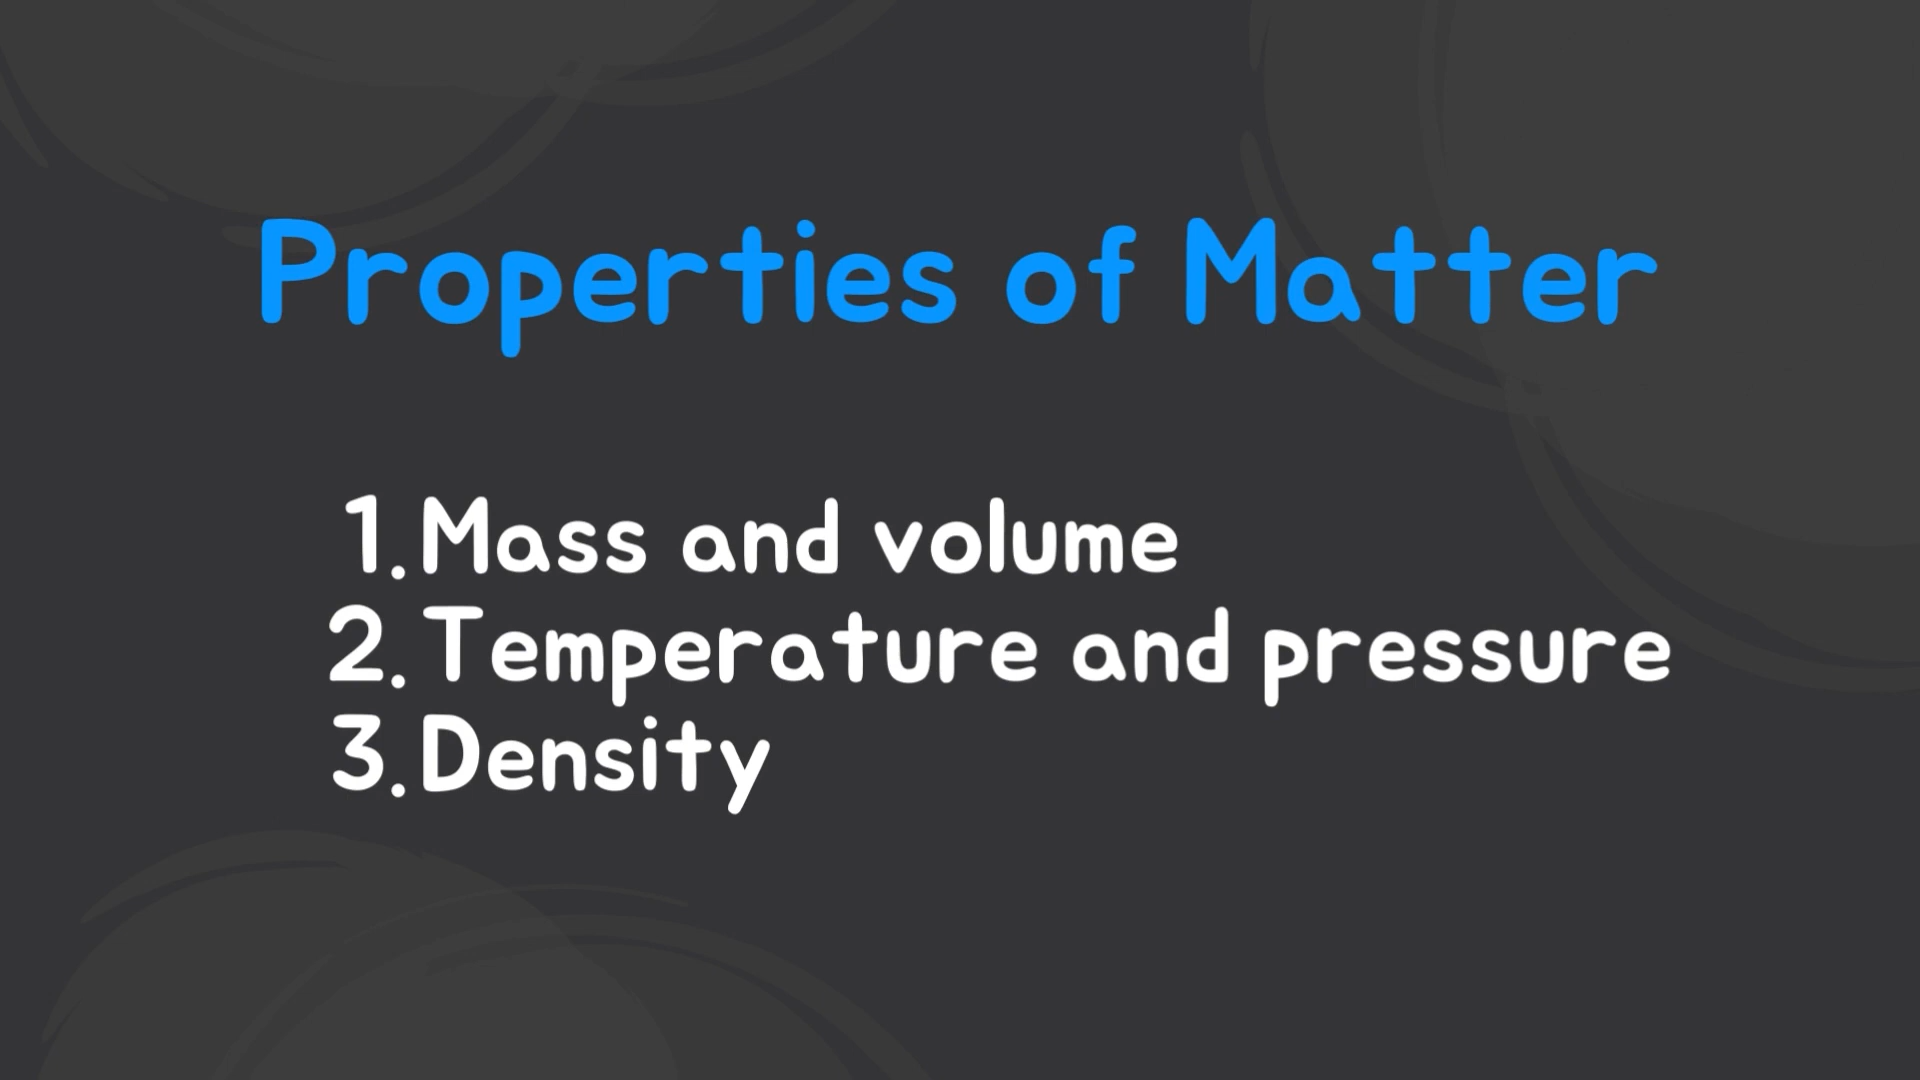 Properties of Matter
1. Mass and volume
2. Temperature and pressure
3. Density